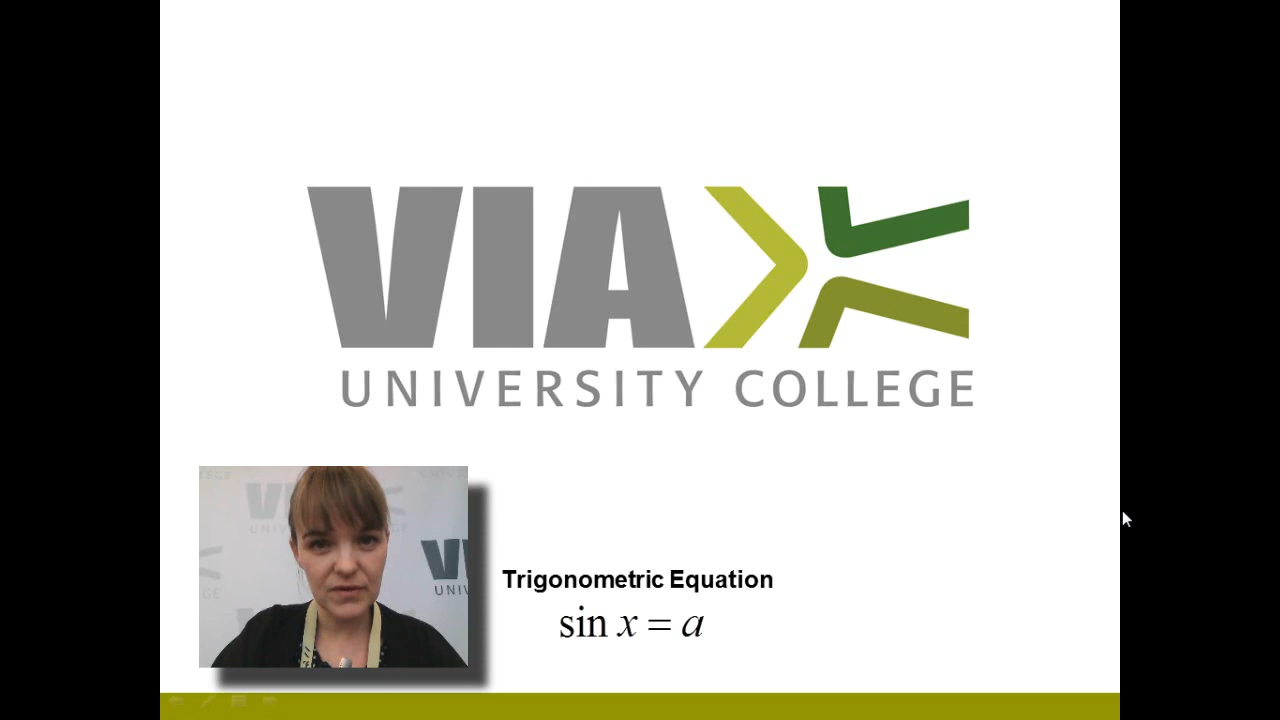 VIA
UNIVERSITY COLLEGE
Trigonometric Equation
sin x = a